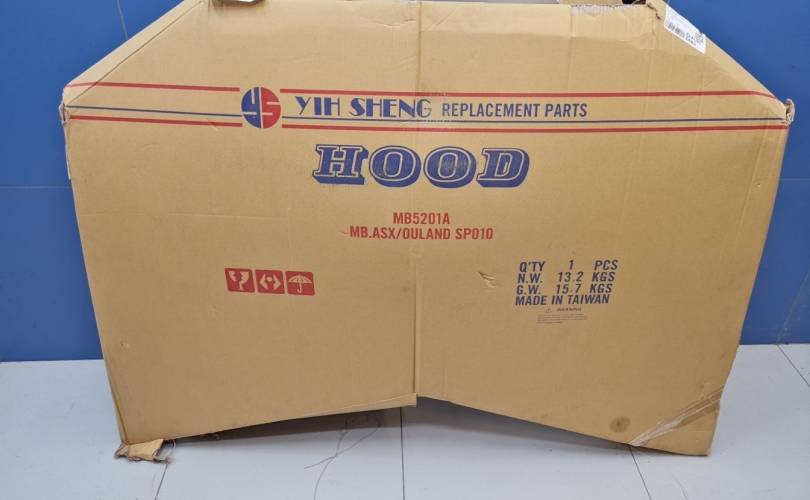 YS YIH SHENG REPLACEMENT PARTS
HOOD
MB5201A
MB.ASX/OULAND SP010
Q'TY 1 PCS
N.W. 13.2 KGS
G.W. 15.7 KGS
MADE IN TAIWAN